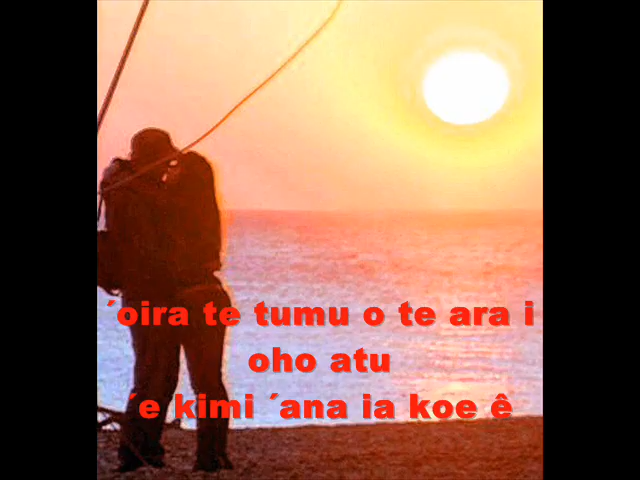 ´oira te tumu o te ara i
oho atu
´e kimi ´ana ia koe ê